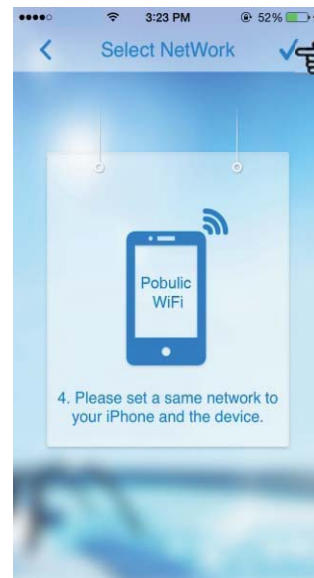 3:23 PM 52%
Select NetWork
Pobulic
WiFi
4. Please set a same network to
your iPhone and the device.